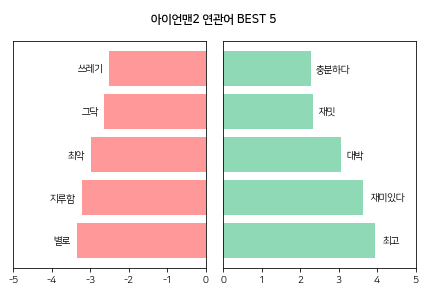 아이언맨2 연관어 BEST 5
쓰레기
그닥
최악
지루함
별로
-5 -4 -3 -2 -1 0
충분하다
재밋
대박
재미있다
최고
0 1 2 3 4 5